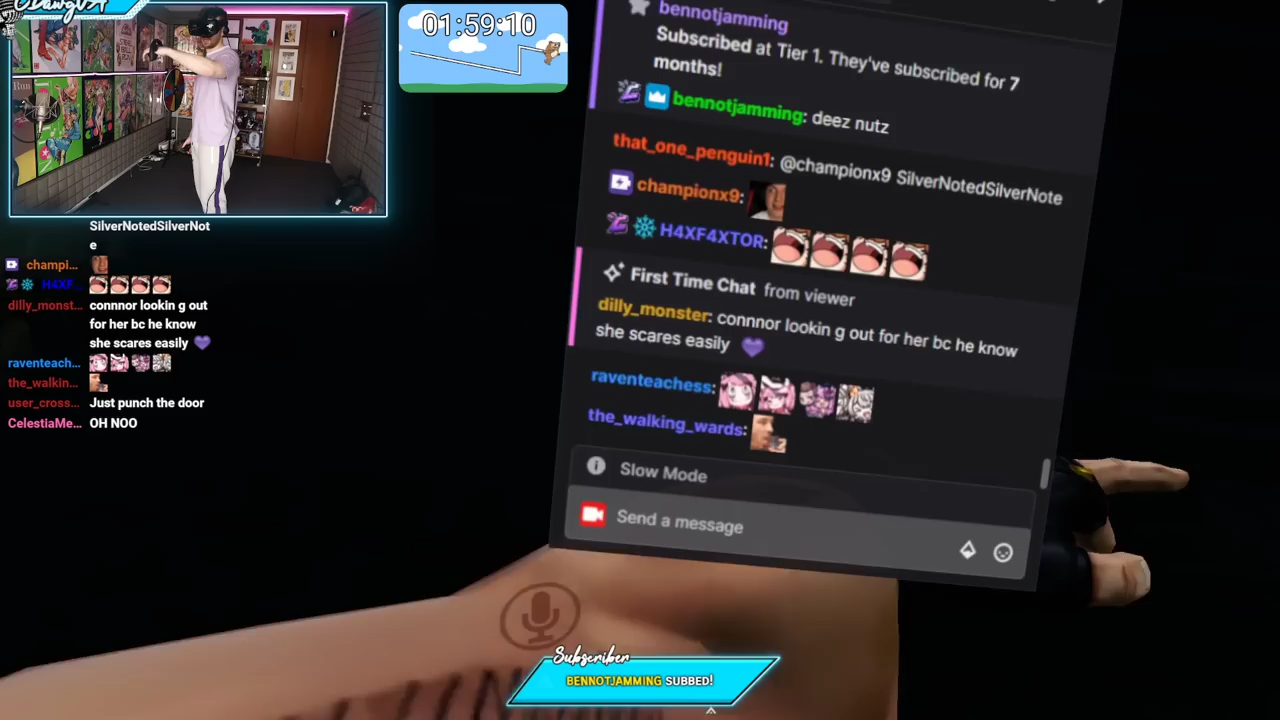 CDawgVA
01:59:10
SilverNotedSilverNot
e
champi...
H4XF...
dilly_monst... connnor lookin g out
for her bc he know
she scares easily
raventeach...
the_walkin...
user_cross... Just punch the door
CelestiaMe... OH NOO
bennotjamming
Subscribed at Tier 1. They've subscribed for 7
months!
bennotjamming: deez nutz
that_one_penguin1: @championx9 SilverNotedSilverNote
championx9:
H4XF4XTOR:
First Time Chat from viewer
dilly_monster: connnor lookin g out for her bc he know
she scares easily
raventeachess:
the_walking_wards:
Slow Mode
Send a message
Subscriber
BENNOTJAMMING SUBBED!